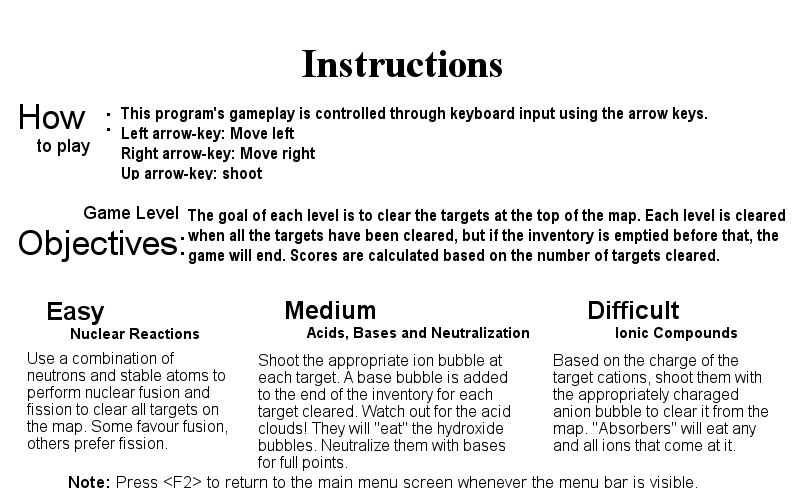 Instructions
How to play :
This program's gameplay is controlled through keyboard input using the arrow keys.
Left arrow-key: Move left
Right arrow-key: Move right
Up arrow-key: shoot
Game Level
Objectives:
The goal of each level is to clear the targets at the top of the map. Each level is cleared
when all the targets have been cleared, but if the inventory is emptied before that, the
game will end. Scores are calculated based on the number of targets cleared.
Easy
Nuclear Reactions
Use a combination of
neutrons and stable atoms to
perform nuclear fusion and
fission to clear all targets on
the map. Some favour fusion,
others prefer fission.
Medium
Acids, Bases and Neutralization
Shoot the appropriate ion bubble at
each target. A base bubble is added
to the end of the inventory for each
target cleared. Watch out for the acid
clouds! They will "eat" the hydroxide
bubbles. Neutralize them with bases
for full points.
Difficult
Ionic Compounds
Based on the charge of the
target cations, shoot them with
the appropriately charaged
anion bubble to clear it from the
map. "Absorbers" will eat any
and all ions that come at it.
Note: Press <F2> to return to the main menu screen whenever the menu bar is visible.